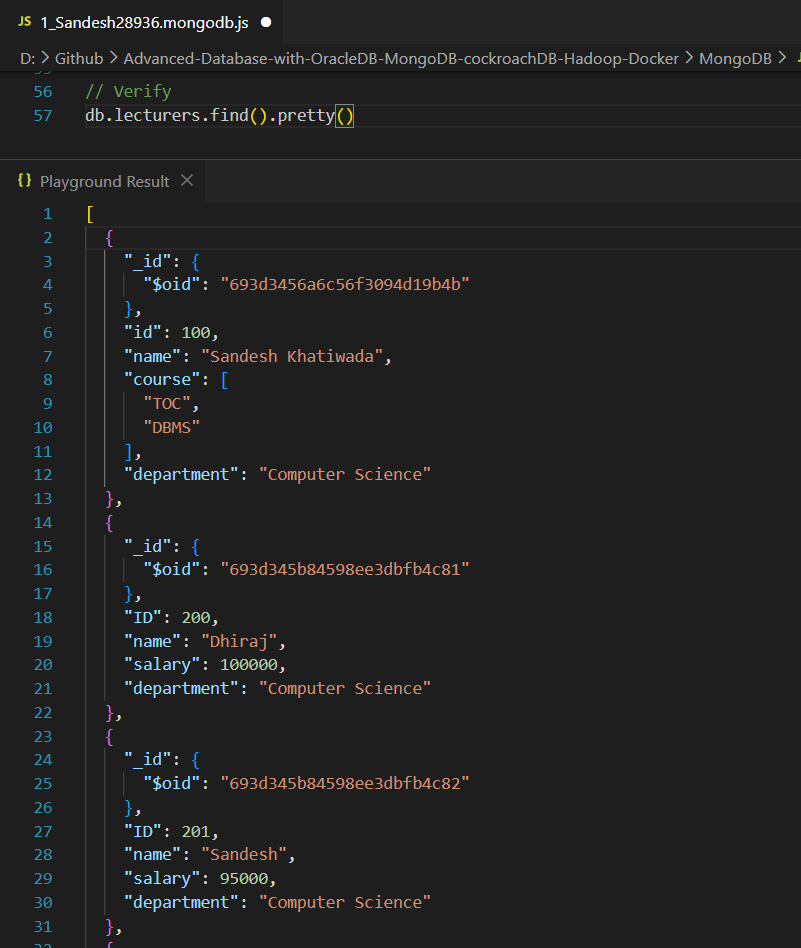 JS 1_Sandesh28936.mongodb.js ●
D: > Github > Advanced-Database-with-OracleDB-MongoDB-cockroachDB-Hadoop-Docker > MongoDB >
56 // Verify
57 db.lecturers.find().pretty()
{} Playground Result ×
1 [
2 {
3 "_id": {
4 "$oid": "693d3456a6c56f3094d19b4b"
5 },
6 "id": 100,
7 "name": "Sandesh Khatiwada",
8 "course": [
9 "TOC",
10 "DBMS"
11 ],
12 "department": "Computer Science"
13 },
14 {
15 "_id": {
16 "$oid": "693d345b84598ee3dbfb4c81"
17 },
18 "ID": 200,
19 "name": "Dhiraj",
20 "salary": 100000,
21 "department": "Computer Science"
22 },
23 {
24 "_id": {
25 "$oid": "693d345b84598ee3dbfb4c82"
26 },
27 "ID": 201,
28 "name": "Sandesh",
29 "salary": 95000,
30 "department": "Computer Science"
31 },